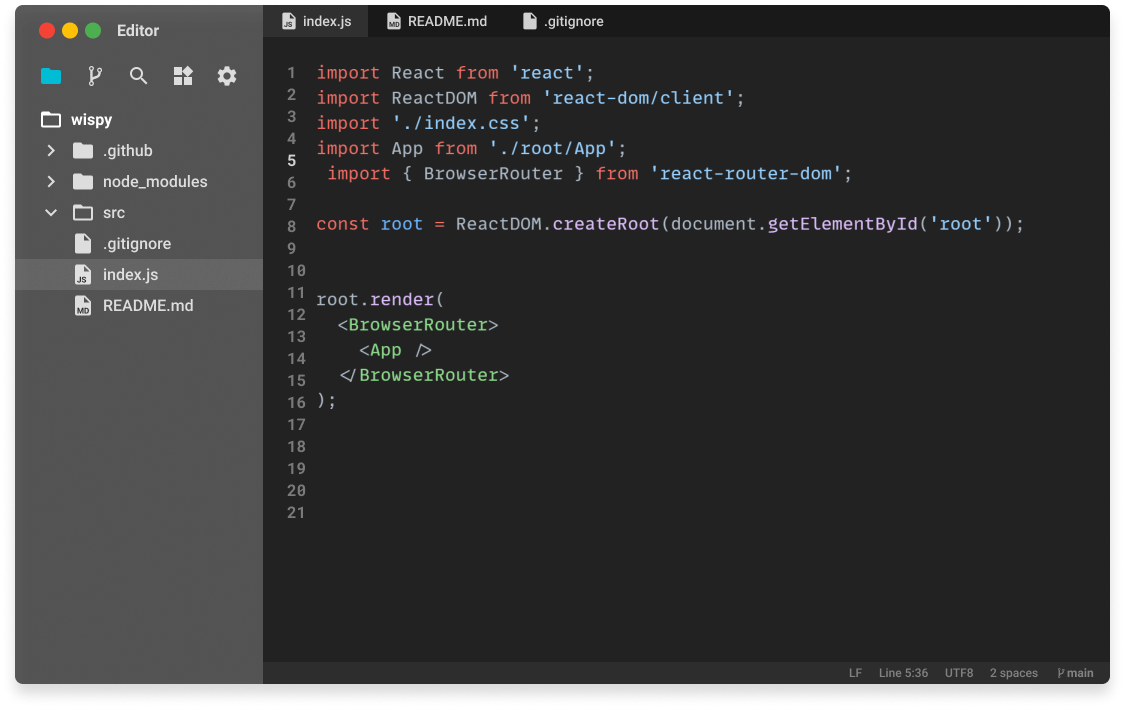 Editor
wispy
.github
node_modules
src
.gitignore
JS index.js
MD README.md
JS index.js MD README.md .gitignore
1 import React from 'react';
2 import ReactDOM from 'react-dom/client';
3 import './index.css';
4 import App from './root/App';
5 import { BrowserRouter } from 'react-router-dom';
6
7 const root = ReactDOM.createRoot(document.getElementById('root'));
8
9
10 root.render(
11 <BrowserRouter>
12 <App />
13 </BrowserRouter>
14 );
15
16
17
18
19
20
21
LF Line 5:36 UTF8 2 spaces main